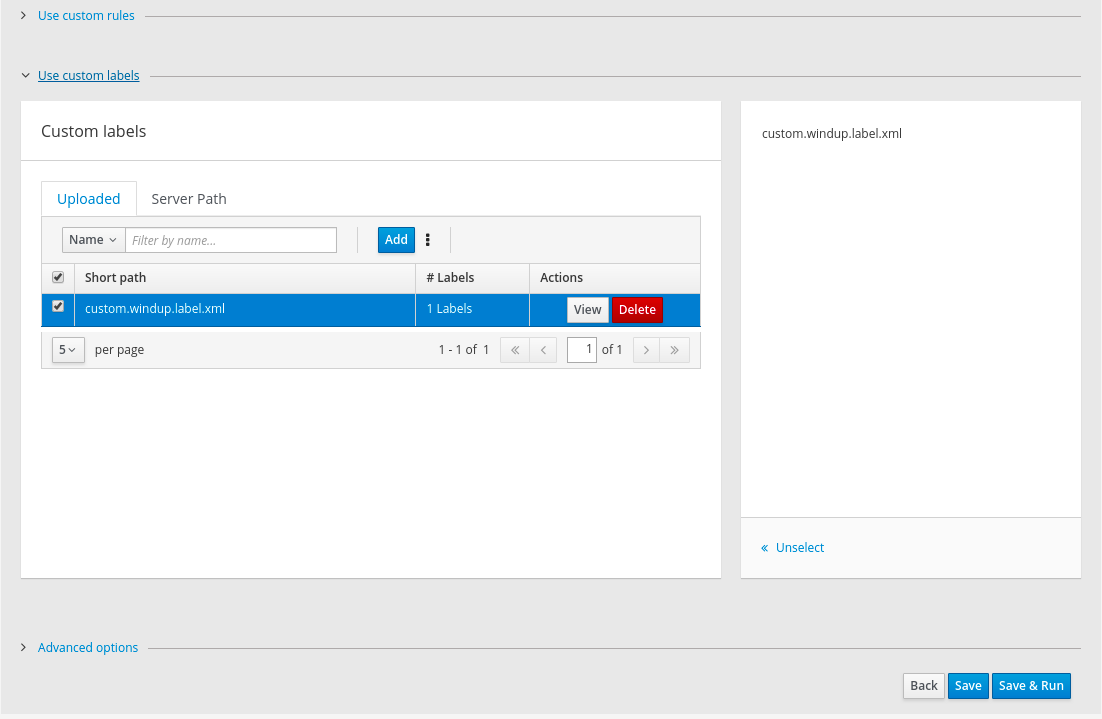 Use custom rules
Use custom labels
Custom labels
custom.windup.label.xml
Uploaded Server Path
Name Filter by name... Add
Short path # Labels Actions
custom.windup.label.xml 1 Labels View Delete
5 per page 1 - 1 of 1 « < 1 of 1 > »
« Unselect
Advanced options
Back Save Save & Run